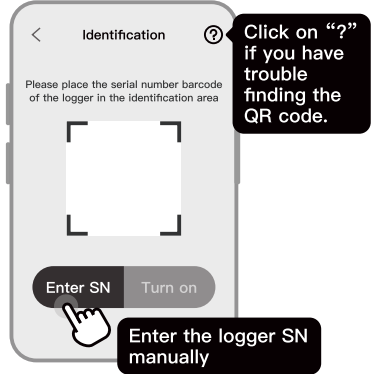 Identification
?
Click on “?”
if you have
trouble
finding the
QR code.
Please place the serial number barcode
of the logger in the identification area
Enter SN
Turn on
Enter the logger SN
manually